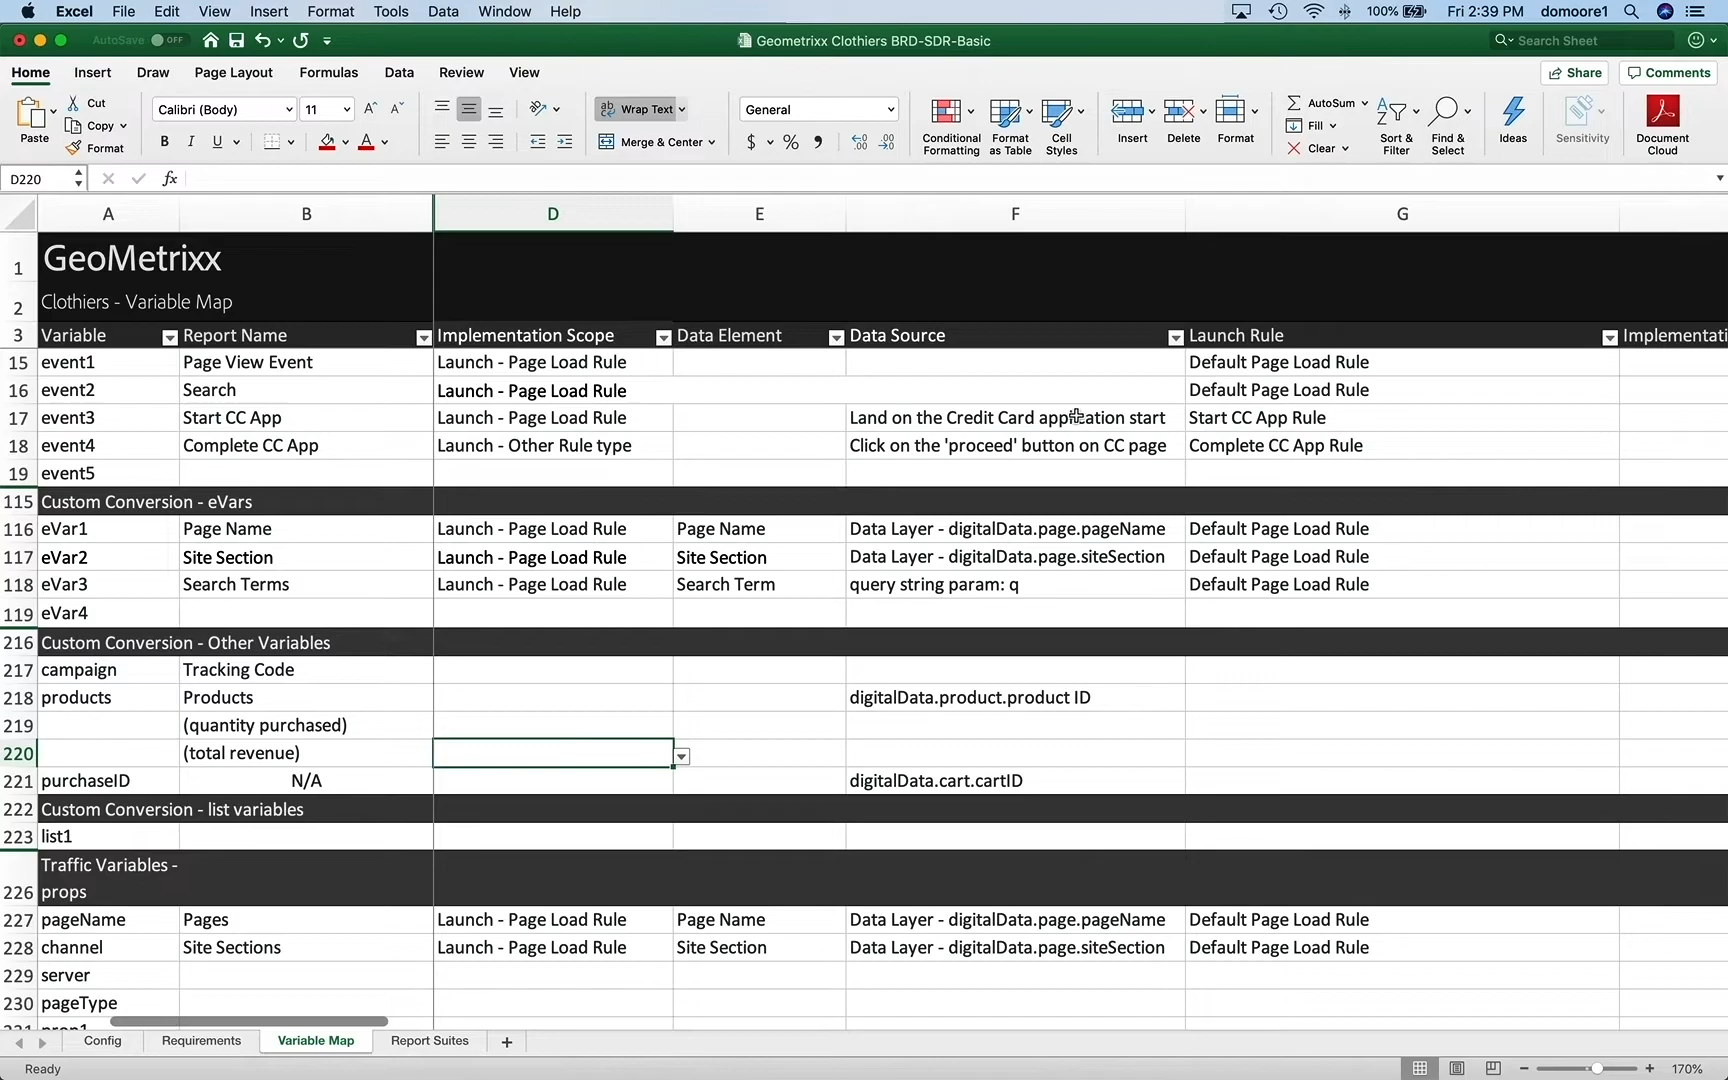 Excel File Edit View Insert Format Tools Data Window Help 100% Fri 2:39 PM domoore1
AutoSave OFF Geometrixx Clothiers BRD-SDR-Basic Search Sheet
Home Insert Draw Page Layout Formulas Data Review View Share Comments
Paste Cut Copy Format Calibri (Body) 11 Wrap Text Merge & Center General Conditional Formatting Format as Table Cell Styles Insert Delete Format AutoSum Fill Clear Sort & Filter Find & Select Ideas Sensitivity Document Cloud
D220 fx
A B D E F G
1 GeoMetrixx
2 Clothiers - Variable Map
3 Variable Report Name Implementation Scope Data Element Data Source Launch Rule Implementati
15 event1 Page View Event Launch - Page Load Rule Default Page Load Rule
16 event2 Search Launch - Page Load Rule Default Page Load Rule
17 event3 Start CC App Launch - Page Load Rule Land on the Credit Card application start Start CC App Rule
18 event4 Complete CC App Launch - Other Rule type Click on the 'proceed' button on CC page Complete CC App Rule
19 event5
115 Custom Conversion - eVars
116 eVar1 Page Name Launch - Page Load Rule Page Name Data Layer - digitalData.page.pageName Default Page Load Rule
117 eVar2 Site Section Launch - Page Load Rule Site Section Data Layer - digitalData.page.siteSection Default Page Load Rule
118 eVar3 Search Terms Launch - Page Load Rule Search Term query string param: q Default Page Load Rule
119 eVar4
216 Custom Conversion - Other Variables
217 campaign Tracking Code
218 products Products digitalData.product.product ID
219 (quantity purchased)
220 (total revenue)
221 purchaseID N/A digitalData.cart.cartID
222 Custom Conversion - list variables
223 list1
Traffic Variables -
226 props
227 pageName Pages Launch - Page Load Rule Page Name Data Layer - digitalData.page.pageName Default Page Load Rule
228 channel Site Sections Launch - Page Load Rule Site Section Data Layer - digitalData.page.siteSection Default Page Load Rule
229 server
230 pageType
231 prop1
Config Requirements Variable Map Report Suites +
Ready 170%